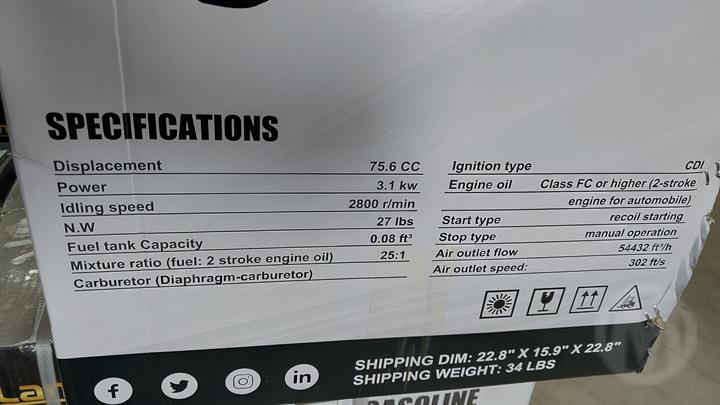 SPECIFICATIONS
Displacement 75.6 CC
Power 3.1 kw
Idling speed 2800 r/min
N.W 27 lbs
Fuel tank Capacity 0.08 ft³
Mixture ratio (fuel: 2 stroke engine oil) 25:1
Carburetor (Diaphragm-carburetor)
Ignition type CDI
Engine oil Class FC or higher (2-stroke
engine for automobile)
Start type recoil starting
Stop type manual operation
Air outlet flow 54432 ft³/h
Air outlet speed: 302 ft/s
SHIPPING DIM: 22.8" X 15.9" X 22.8"
SHIPPING WEIGHT: 34 LBS
GASOLINE